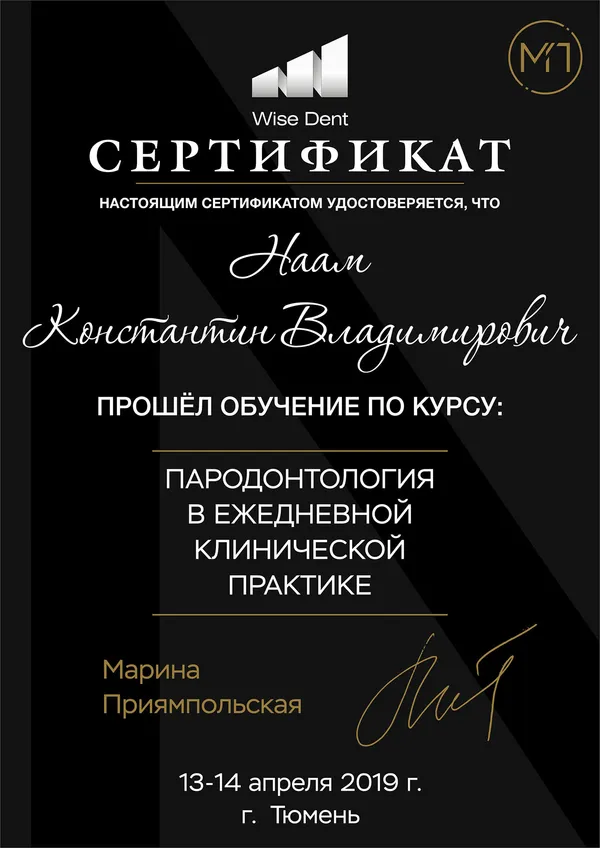 МП
Wise Dent
СЕРТИФИКАТ
НАСТОЯЩИМ СЕРТИФИКАТОМ УДОСТОВЕРЯЕТСЯ, ЧТО
Наам
Константин Владимирович
ПРОШЁЛ ОБУЧЕНИЕ ПО КУРСУ:
ПАРОДОНТОЛОГИЯ
В ЕЖЕДНЕВНОЙ
КЛИНИЧЕСКОЙ
ПРАКТИКЕ
Марина
Приямпольская
13-14 апреля 2019 г.
г. Тюмень